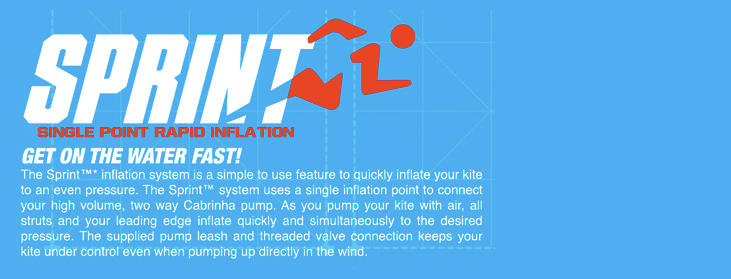 SPRINT
SINGLE POINT RAPID INFLATION
GET ON THE WATER FAST!
The Sprint™* inflation system is a simple to use feature to quickly inflate your kite
to an even pressure. The Sprint™ system uses a single inflation point to connect
your high volume, two way Cabrinha pump. As you pump your kite with air, all
struts and your leading edge inflate quickly and simultaneously to the desired
pressure. The supplied pump leash and threaded valve connection keeps your
kite under control even when pumping up directly in the wind.